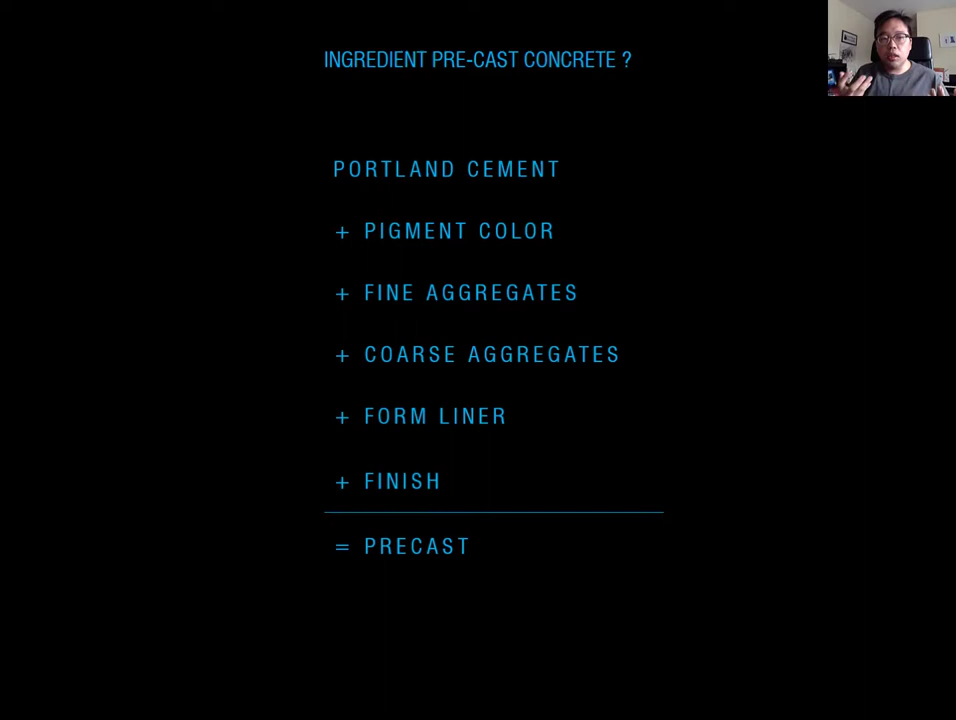 INGREDIENT PRE-CAST CONCRETE ?
PORTLAND CEMENT
+ PIGMENT COLOR
+ FINE AGGREGATES
+ COARSE AGGREGATES
+ FORM LINER
+ FINISH
= PRECAST